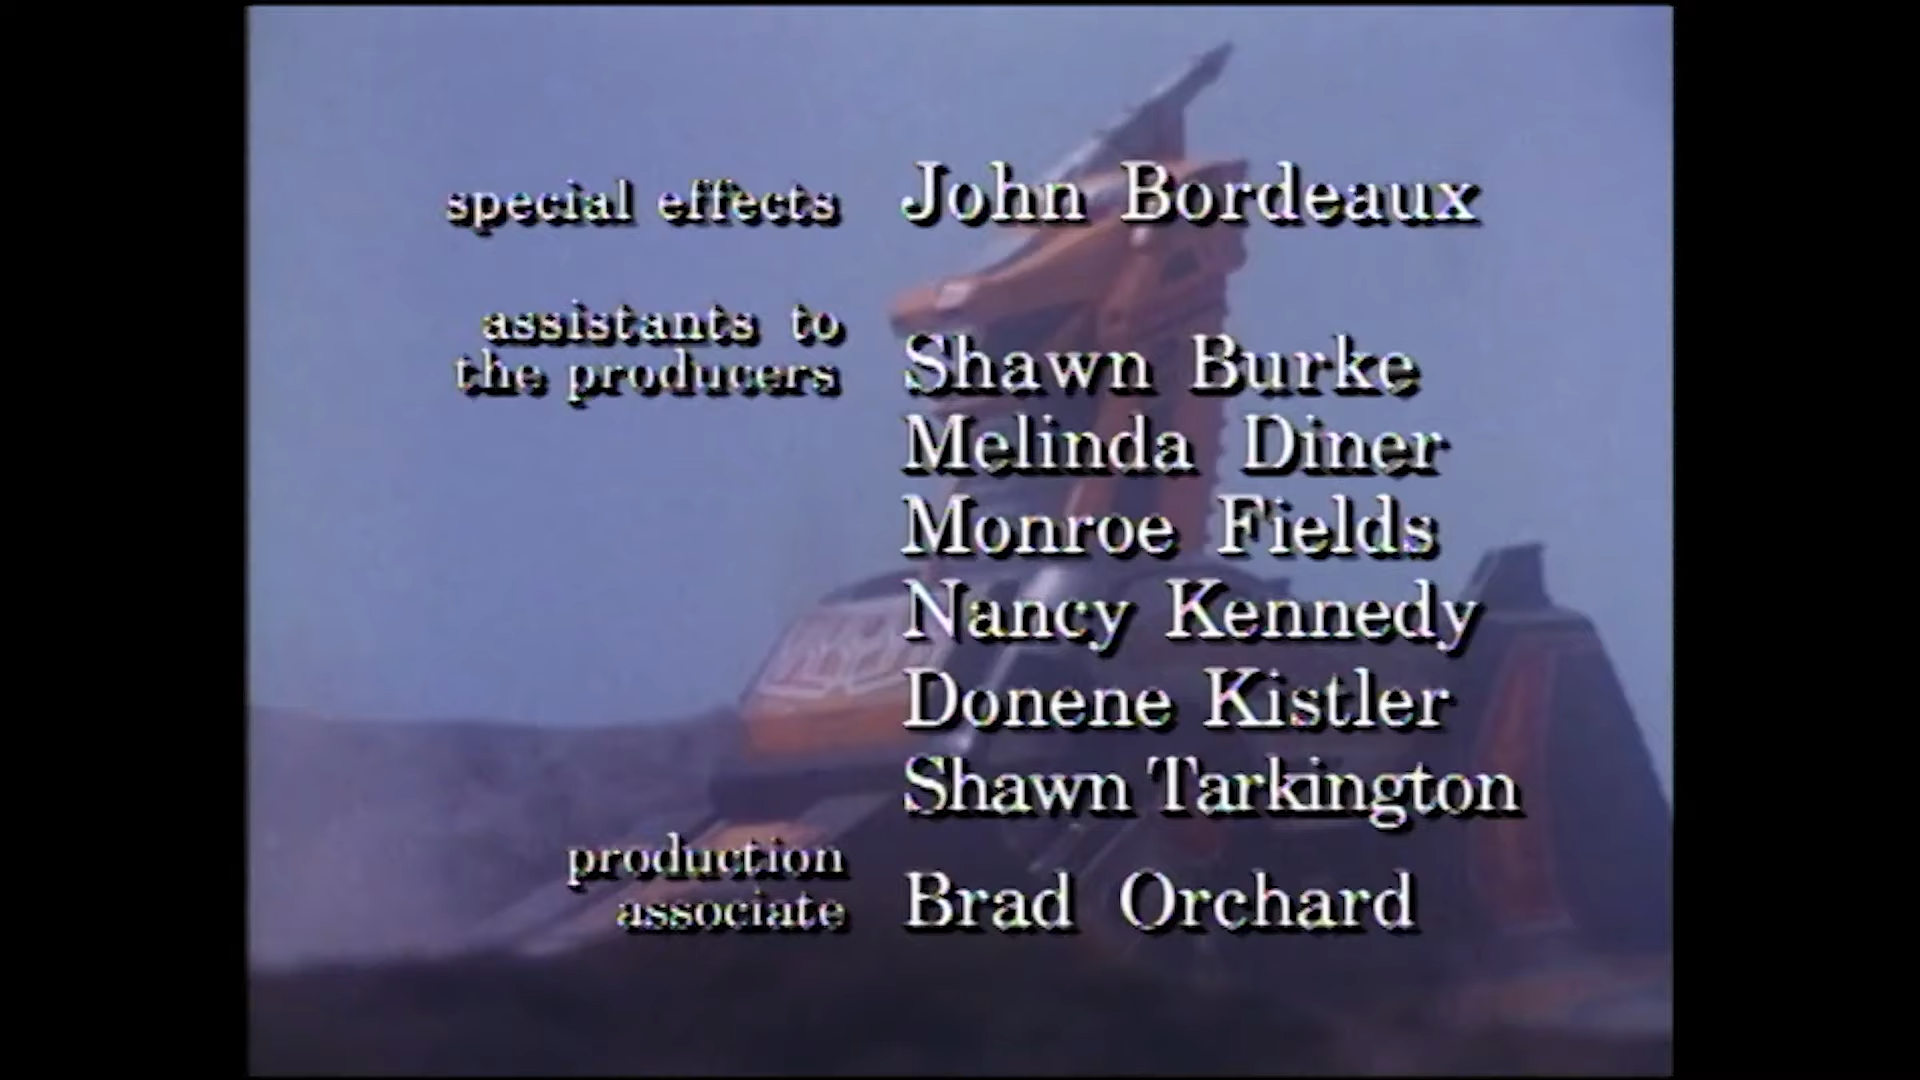 special effects John Bordeaux
assistants to
the producers Shawn Burke
Melinda Diner
Monroe Fields
Nancy Kennedy
Donene Kistler
Shawn Tarkington
production
associate Brad Orchard